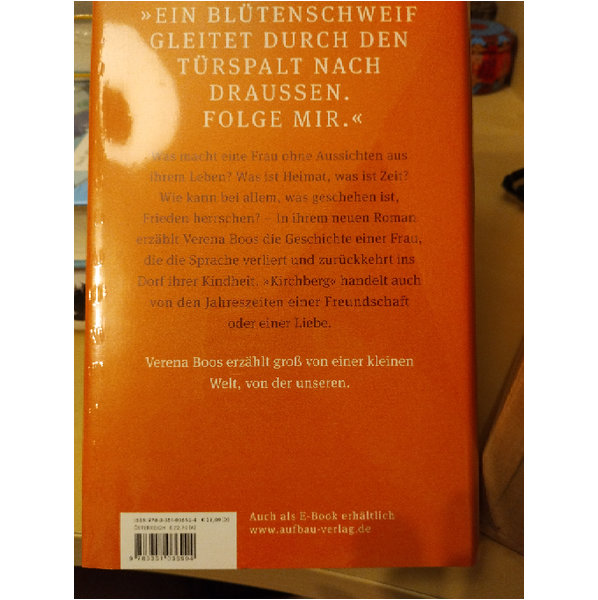 »EIN BLÜTENSCHWEIF
GLEITET DURCH DEN
TÜRSPALT NACH
DRAUSSEN.
FOLGE MIR.«
Was macht eine Frau ohne Aussichten aus
ihrem Leben? Was ist Heimat, was ist Zeit?
Wie kann bei allem, was geschehen ist,
Frieden herrschen? – In ihrem neuen Roman
erzählt Verena Boos die Geschichte einer Frau,
die die Sprache verliert und zurückkehrt ins
Dorf ihrer Kindheit. »Kirchberg« handelt auch
von den Jahreszeiten einer Freundschaft
oder einer Liebe.
Verena Boos erzählt groß von einer kleinen
Welt, von der unseren.
Auch als E-Book erhältlich
www.aufbau-verlag.de
ISBN
ÖSTERREICH